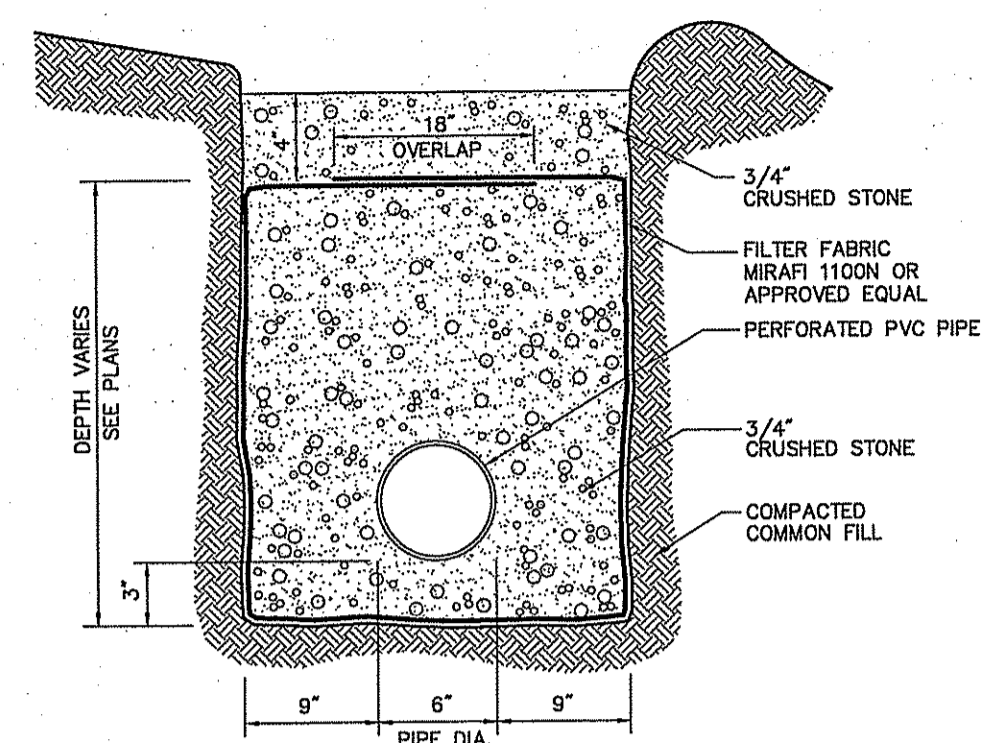 4"
18"
OVERLAP
3/4"
CRUSHED STONE
FILTER FABRIC
MIRAFI 1100N OR
APPROVED EQUAL
PERFORATED PVC PIPE
DEPTH VARIES
SEE PLANS
3/4"
CRUSHED STONE
COMPACTED
COMMON FILL
3"
9"
6"
9"
PIPE DIA.